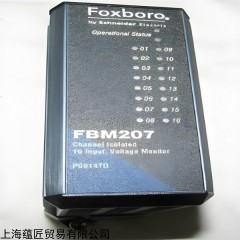 Foxboro®
by Schneider Electric
Operational Status
01 09
02 10
03 11
04 12
05 13
06 14
07 15
08 16
FBM207
Channel Isolated
16 Input, Voltage Monitor
P0914TD
上海蕴匠贸易有限公司